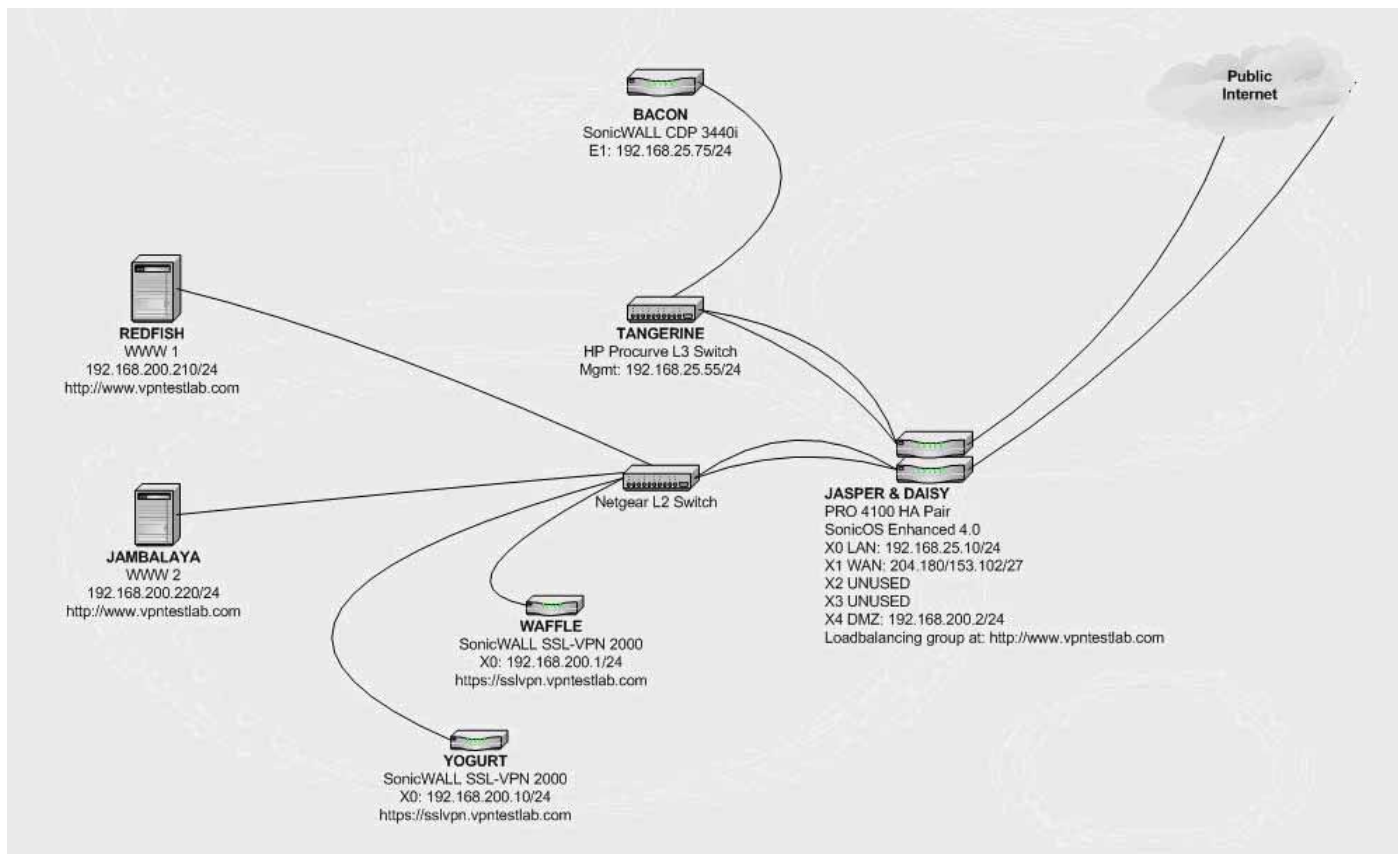 Public
Internet
BACON
SonicWALL CDP 3440i
E1: 192.168.25.75/24
REDFISH
WWW 1
192.168.200.210/24
http://www.vpntestlab.com
TANGERINE
HP Procurve L3 Switch
Mgmt: 192.168.25.55/24
Netgear L2 Switch
JASPER & DAISY
PRO 4100 HA Pair
SonicOS Enhanced 4.0
X0 LAN: 192.168.25.10/24
X1 WAN: 204.180/153.102/27
X2 UNUSED
X3 UNUSED
X4 DMZ: 192.168.200.2/24
Loadbalancing group at: http://www.vpntestlab.com
JAMBALAYA
WWW 2
192.168.200.220/24
http://www.vpntestlab.com
WAFFLE
SonicWALL SSL-VPN 2000
X0: 192.168.200.1/24
https://sslvpn.vpntestlab.com
YOGURT
SonicWALL SSL-VPN 2000
X0: 192.168.200.10/24
https://sslvpn.vpntestlab.com